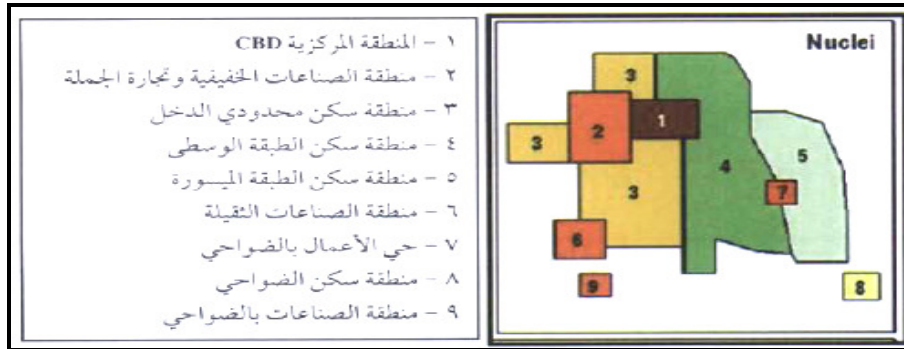 ١ - المنطقة المركزية CBD
٢ - منطقة الصناعات الخفيفية وتجارة الجملة
٣ - منطقة سكن محدودي الدخل
٤ - منطقة سكن الطبقة الوسطى
٥ - منطقة سكن الطبقة الميسورة
٦ - منطقة الصناعات الثقيلة
٧ - حي الأعمال بالضواحي
٨ - منطقة سكن الضواحي
٩ - منطقة الصناعات بالضواحي
Nuclei
3
1
2
3
3
4
5
7
6
9
8